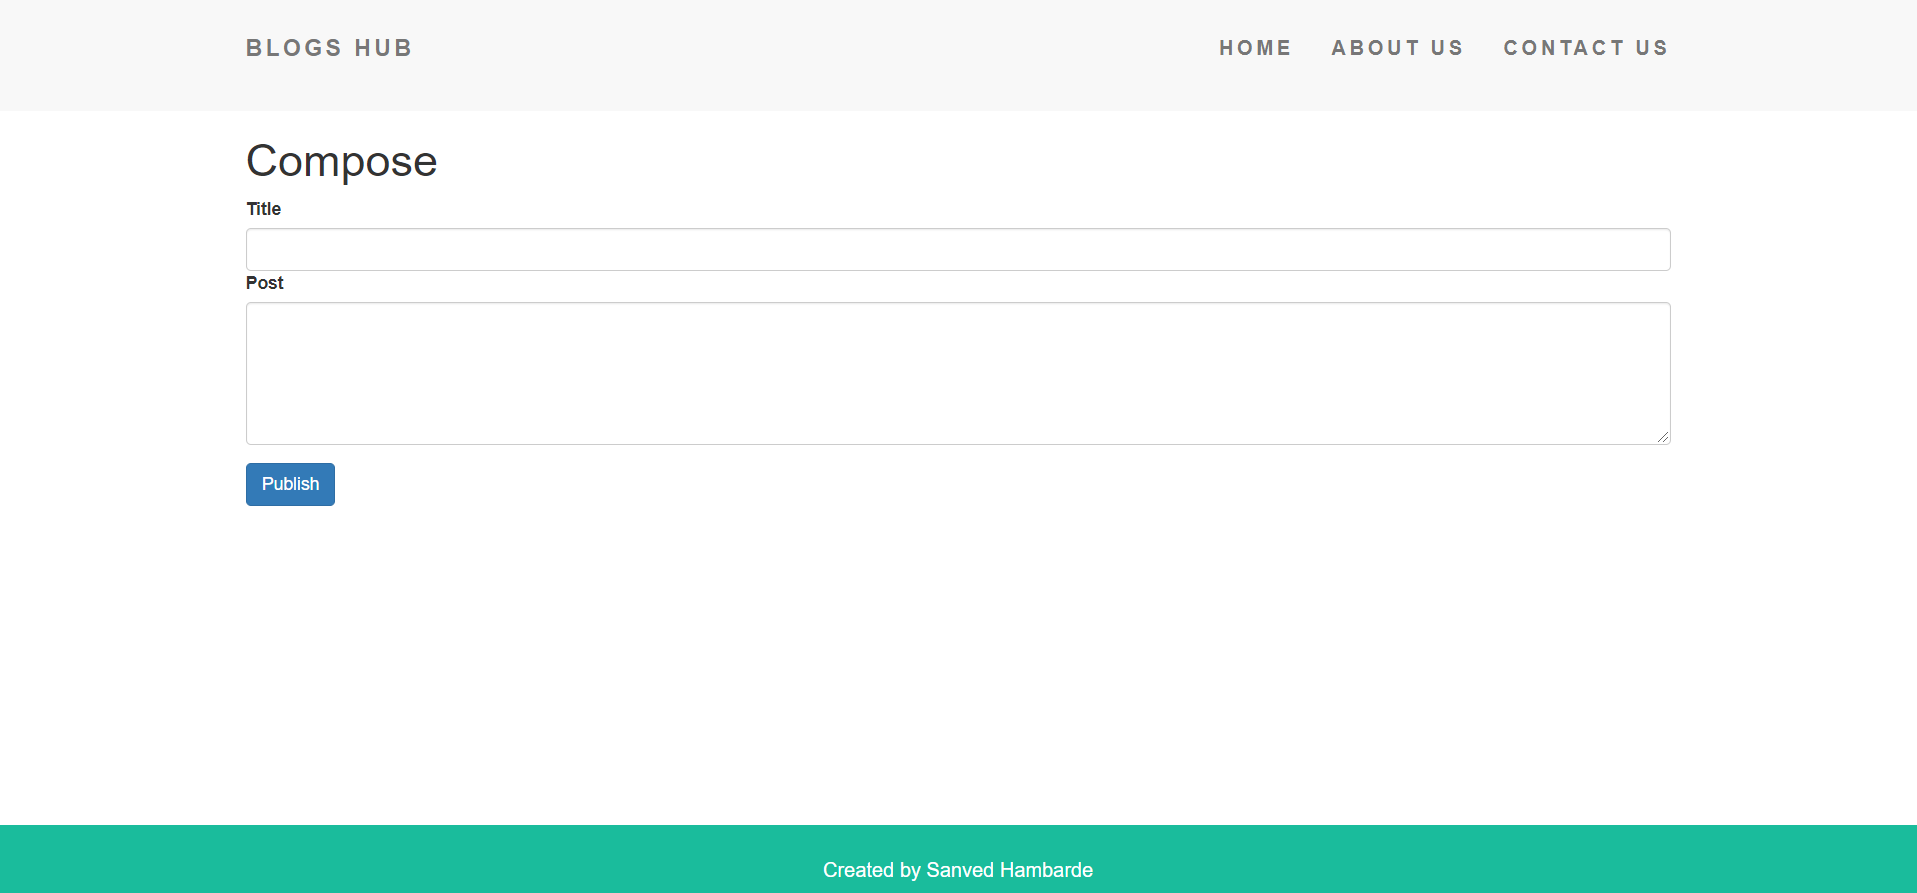 BLOGS HUB HOME ABOUT US CONTACT US
Compose
Title
Post
Publish
Created by Sanved Hambarde